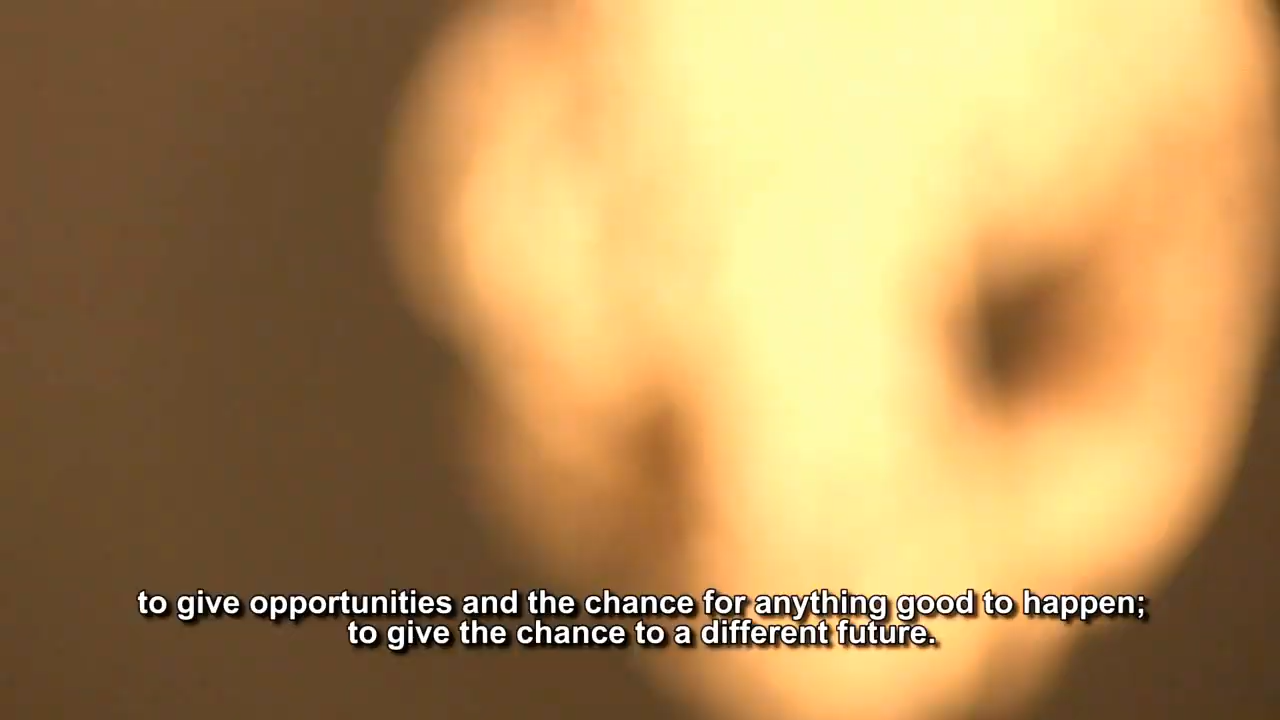 to give opportunities and the chance for anything good to happen;
to give the chance to a different future.